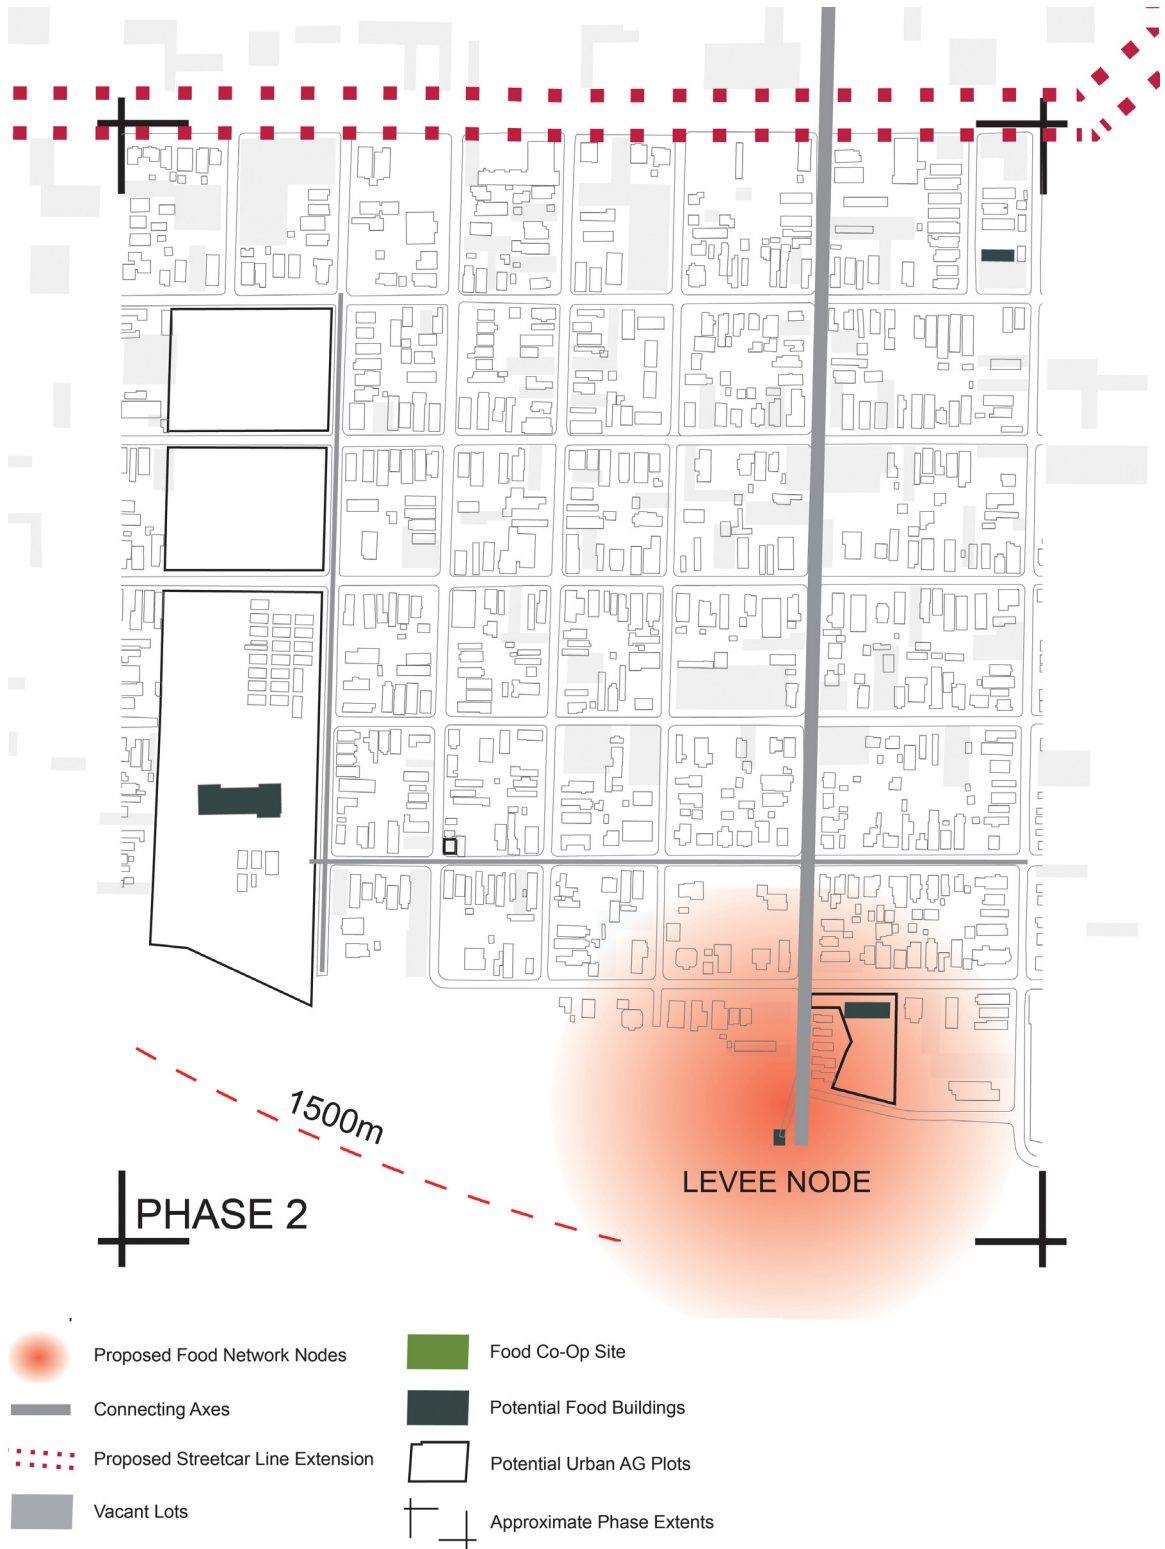 1500m
LEVEE NODE
PHASE 2
Proposed Food Network Nodes
Food Co-Op Site
Connecting Axes
Potential Food Buildings
Proposed Streetcar Line Extension
Potential Urban AG Plots
Vacant Lots
Approximate Phase Extents